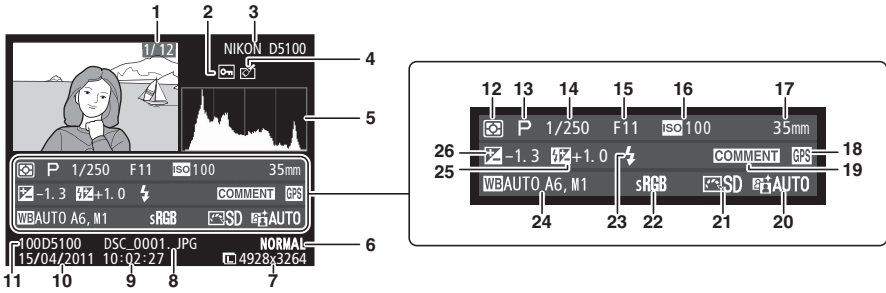 1 2 3
1/12 NIKON D5100
4
5
P 1/250 F11 ISO 100 35mm
-1.3 +1.0 COMMENT GPS
WB AUTO A6, M1 sRGB SD AUTO
100D5100 DSC_0001.JPG NORMAL 6
15/04/2011 10:02:27 L 4928x3264
11 10 9 8 7
12 13 14 15 16 17
P 1/250 F11 ISO 100 35mm
26 -1.3 +1.0 COMMENT GPS 18
25 19
WB AUTO A6, M1 sRGB SD AUTO
24 23 22 21 20